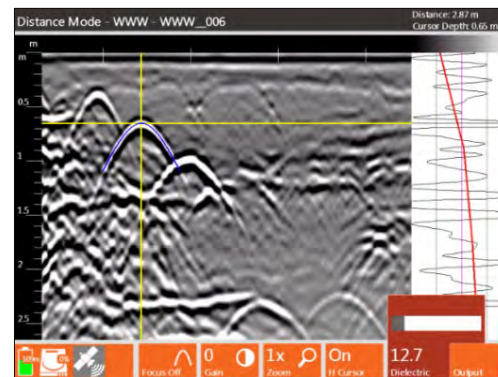 Distance Mode - WWW - WWW__006
Distance: 2.87 m
Cursor Depth: 0.65 m
m
m
0.5
1
1.5
2
2.5
0%
Focus Off
0
Gain
1x
Zoom
On
H Cursor
12.7
Dielectric
Output